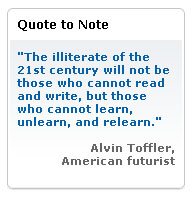 Quote to Note
"The illiterate of the
21st century will not be
those who cannot read
and write, but those
who cannot learn,
unlearn, and relearn."
Alvin Toffler,
American futurist